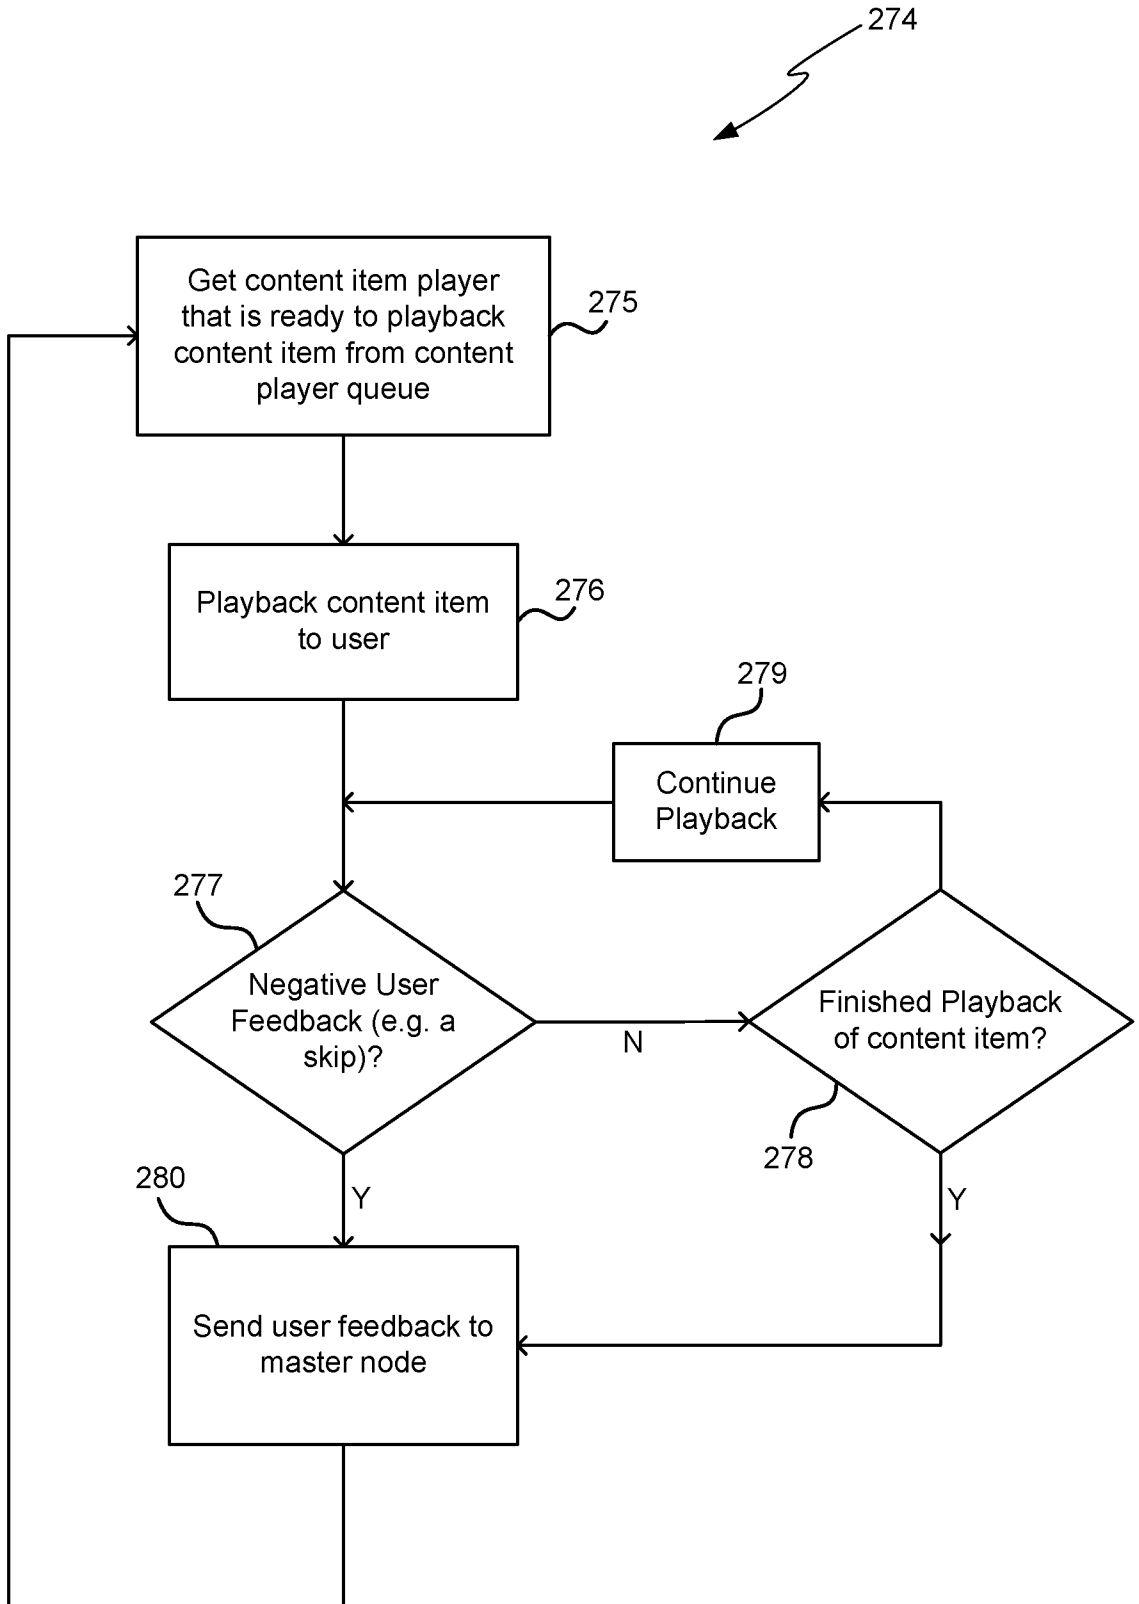 274
Get content item player
that is ready to playback
content item from content
player queue
275
Playback content item
to user
276
279
Continue
Playback
277
Negative User
Feedback (e.g. a
skip)?
N
Finished Playback
of content item?
278
280
Y
Y
Send user feedback to
master node